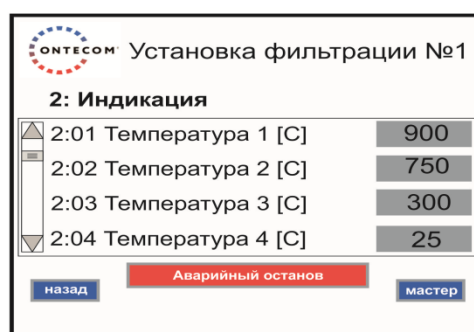 ONTECOM Установка фильтрации №1
2: Индикация
2:01 Температура 1 [C] 900
2:02 Температура 2 [C] 750
2:03 Температура 3 [C] 300
2:04 Температура 4 [C] 25
Аварийный останов
назад мастер